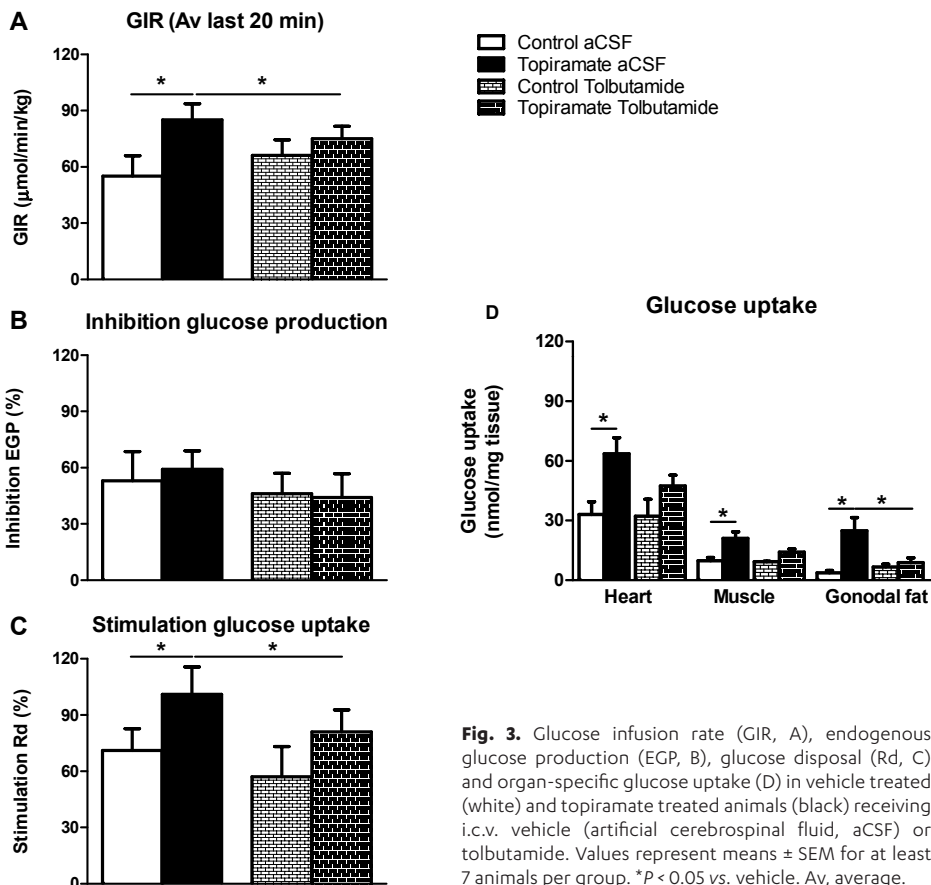 A
GIR (Av last 20 min)
120
90
60
30
0
GIR (μmol/min/kg)
*
*
Control aCSF
Topiramate aCSF
Control Tolbutamide
Topiramate Tolbutamide
B
Inhibition glucose production
120
90
60
30
0
Inhibition EGP (%)
C
Stimulation glucose uptake
120
90
60
30
0
Stimulation Rd (%)
*
*
D
Glucose uptake
120
90
60
30
0
Glucose uptake
(nmol/mg tissue)
*
*
*
*
Heart
Muscle
Gonodal fat
Fig. 3. Glucose infusion rate (GIR, A), endogenous
glucose production (EGP, B), glucose disposal (Rd, C)
and organ-specific glucose uptake (D) in vehicle treated
(white) and topiramate treated animals (black) receiving
i.c.v. vehicle (artificial cerebrospinal fluid, aCSF) or
tolbutamide. Values represent means ± SEM for at least
7 animals per group. *P < 0.05 vs. vehicle. Av, average.